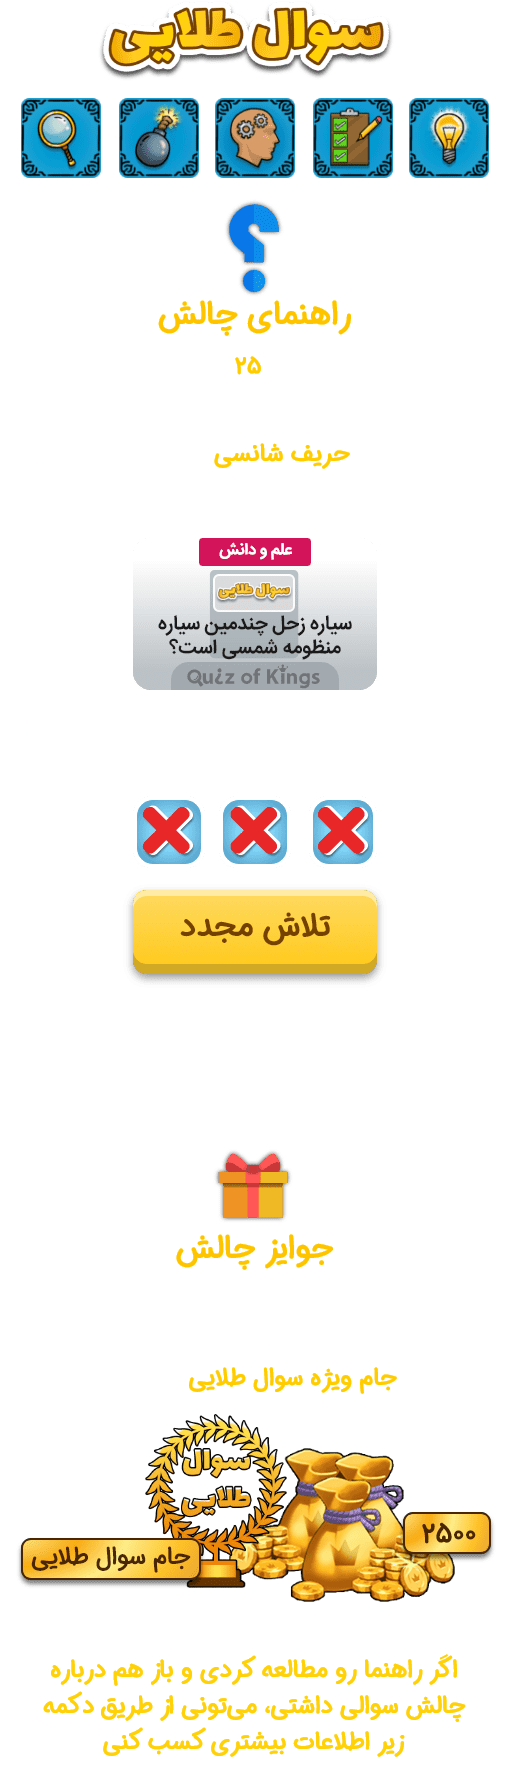 سوال طلایی
راهنمای چالش
۲۵
حریف شانسی
علم و دانش
سوال طلایی
سیاره زحل چندمین سیاره
منظومه شمسی است؟
Quiz of Kings
تلاش مجدد
جوایز چالش
جام ویژه سوال طلایی
سوال
طلایی
۲۵۰۰
جام سوال طلایی
اگر راهنما رو مطالعه کردی و باز هم درباره
چالش سوالی داشتی، می‌تونی از طریق دکمه
زیر اطلاعات بیشتری کسب کنی